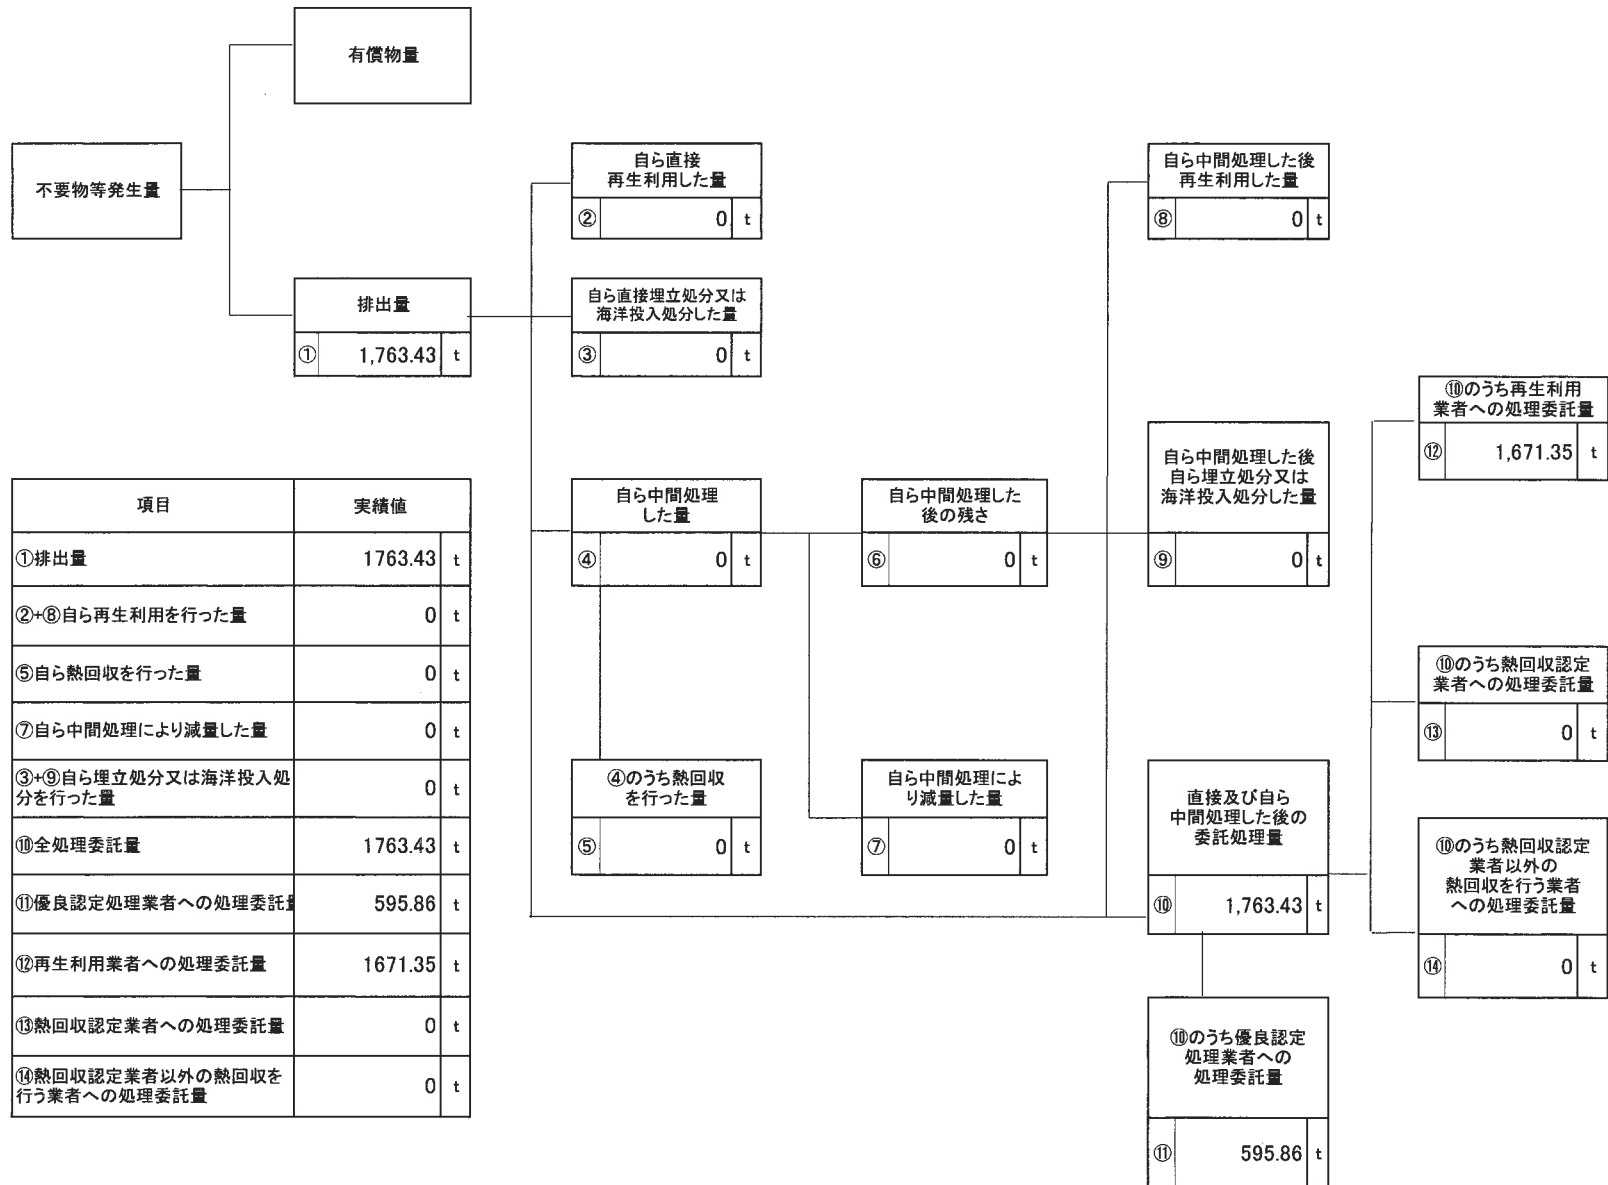 有償物量
不要物等発生量
排出量
① 1,763.43 t
自ら直接
再生利用した量
② 0 t
自ら直接埋立処分又は
海洋投入処分した量
③ 0 t
自ら中間処理
した量
④ 0 t
④のうち熱回収
を行った量
⑤ 0 t
自ら中間処理した
後の残さ
⑥ 0 t
自ら中間処理によ
り減量した量
⑦ 0 t
自ら中間処理した後
再生利用した量
⑧ 0 t
自ら中間処理した後
自ら埋立処分又は
海洋投入処分した量
⑨ 0 t
直接及び自ら
中間処理した後の
委託処理量
⑩ 1,763.43 t
⑩のうち優良認定
処理業者への
処理委託量
⑪ 595.86 t
⑩のうち再生利用
業者への処理委託量
⑫ 1,671.35 t
⑩のうち熱回収認定
業者への処理委託量
⑬ 0 t
⑩のうち熱回収認定
業者以外の
熱回収を行う業者
への処理委託量
⑭ 0 t
項目 実績値
①排出量 1763.43 t
②+⑧自ら再生利用を行った量 0 t
⑤自ら熱回収を行った量 0 t
⑦自ら中間処理により減量した量 0 t
③+⑨自ら埋立処分又は海洋投入処
分を行った量 0 t
⑩全処理委託量 1763.43 t
⑪優良認定処理業者への処理委託量 595.86 t
⑫再生利用業者への処理委託量 1671.35 t
⑬熱回収認定業者への処理委託量 0 t
⑭熱回収認定業者以外の熱回収を
行う業者への処理委託量 0 t